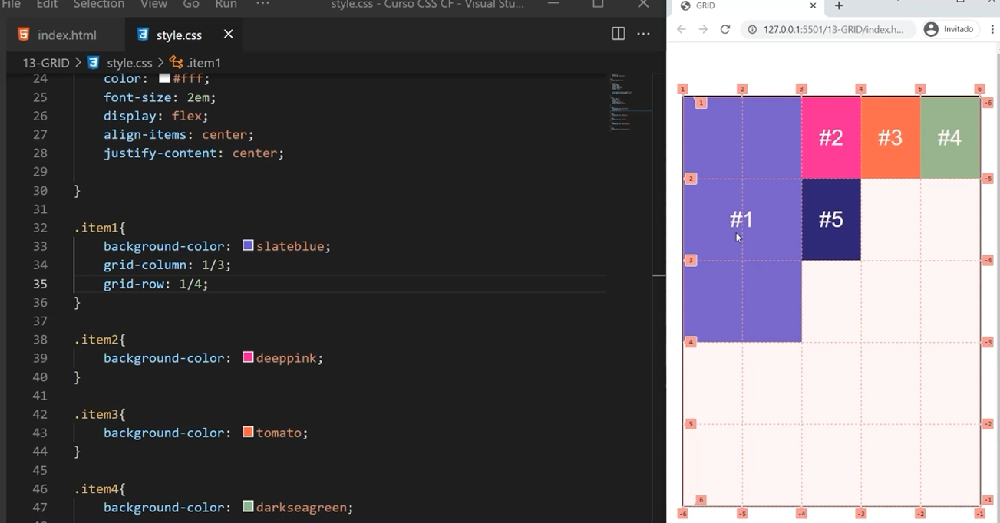 File Edit Selection View Go Run ··· style.css - Curso CSS CF - Visual Stu...
index.html style.css
13-GRID > style.css > .item1
24 color: #fff;
25 font-size: 2em;
26 display: flex;
27 align-items: center;
28 justify-content: center;
29
30 }
31
32 .item1{
33 background-color: slateblue;
34 grid-column: 1/3;
35 grid-row: 1/4;
36 }
37
38 .item2{
39 background-color: deeppink;
40 }
41
42 .item3{
43 background-color: tomato;
44 }
45
46 .item4{
47 background-color: darkseagreen;
GRID
127.0.0.1:5501/13-GRID/index.h... Invitado
1 2 3 4 5 6
1 -6
#2 #3 #4
2 -5
#1 #5
3 -4
4 -3
5 -2
6 -1
-6 -5 -4 -3 -2 -1